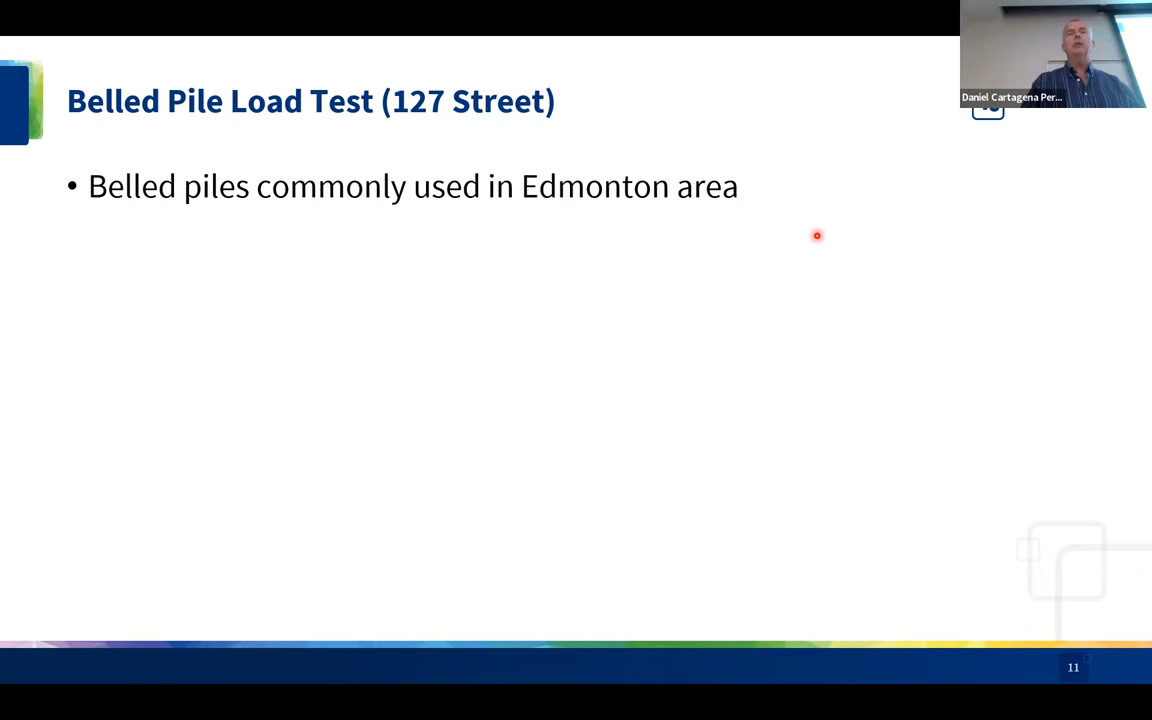 Belled Pile Load Test (127 Street)
Daniel Cartagena Per...
• Belled piles commonly used in Edmonton area
11